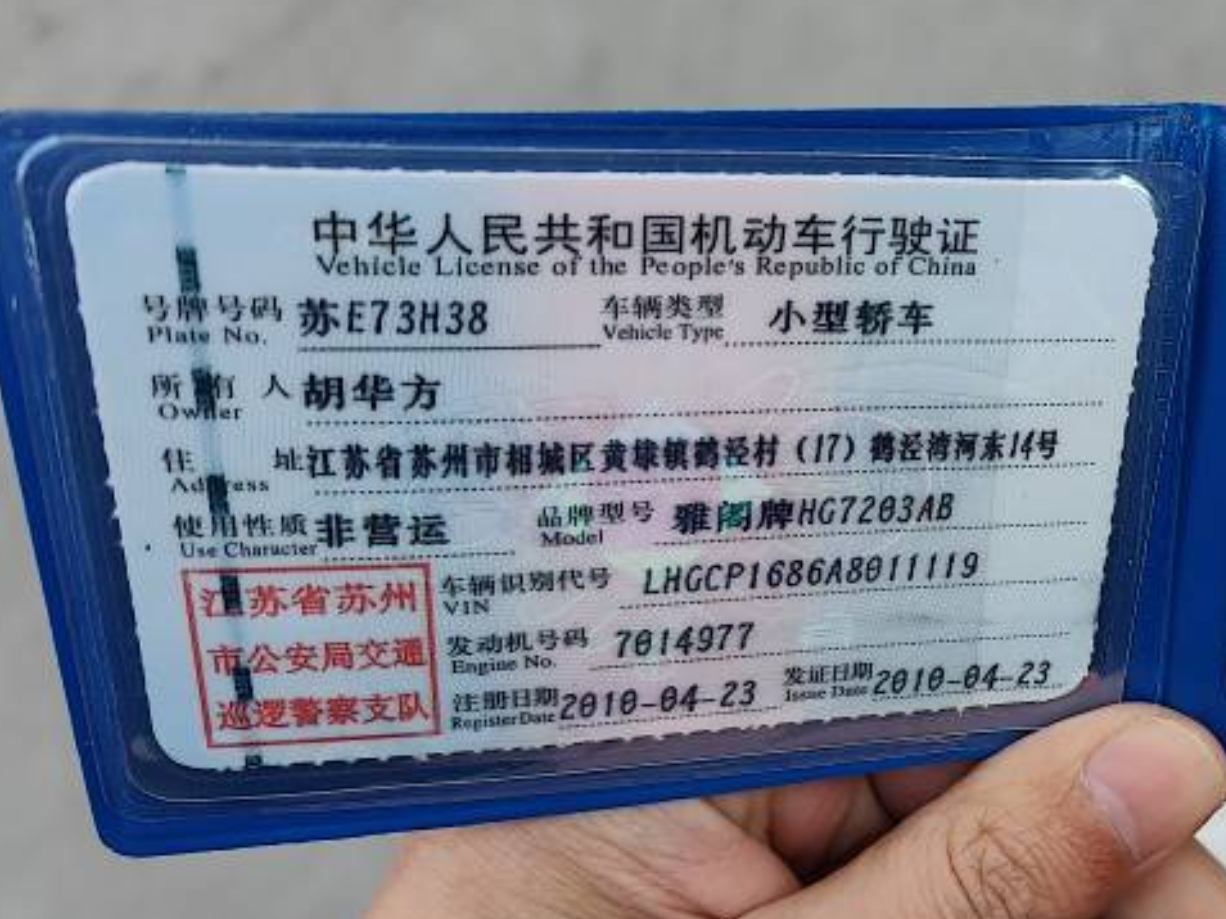 中华人民共和国机动车行驶证
Vehicle License of the People's Republic of China
号牌号码 苏E73H38 车辆类型 小型轿车
Plate No. Vehicle Type
所有人 胡华方
Owner
住址 江苏省苏州市相城区黄埭镇鹤泾村（17）鹤泾湾河东14号
Address
使用性质 非营运 品牌型号 雅阁牌HG7203AB
Use Character Model
江苏省苏州
市公安局交通
巡逻警察支队
车辆识别代号 LHGCP1686A8011119
VIN
发动机号码 7014977
Engine No.
注册日期 2010-04-23 发证日期 2010-04-23
Register Date Issue Date